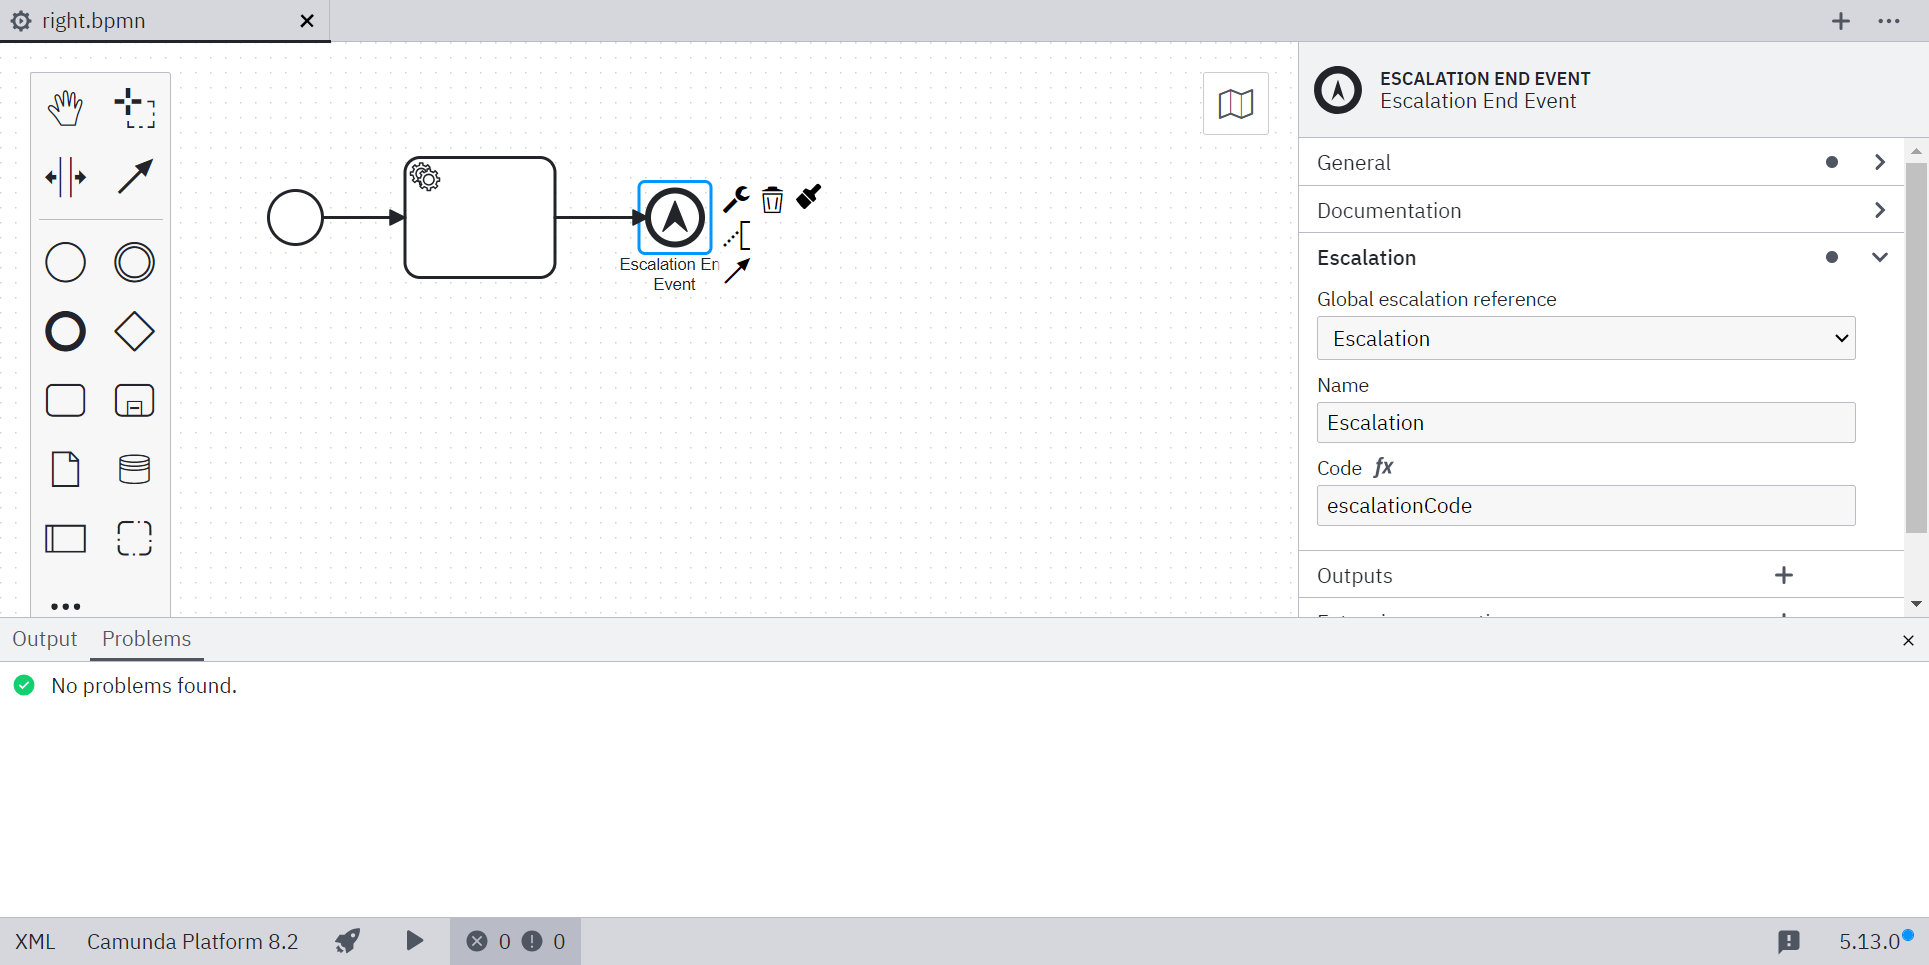 right.bpmn
ESCALATION END EVENT
Escalation End Event
General
Documentation
Escalation
Global escalation reference
Escalation
Name
Escalation
Code fx
escalationCode
Outputs
Escalation En
Event
Output Problems
No problems found.
XML Camunda Platform 8.2 0 0 5.13.0